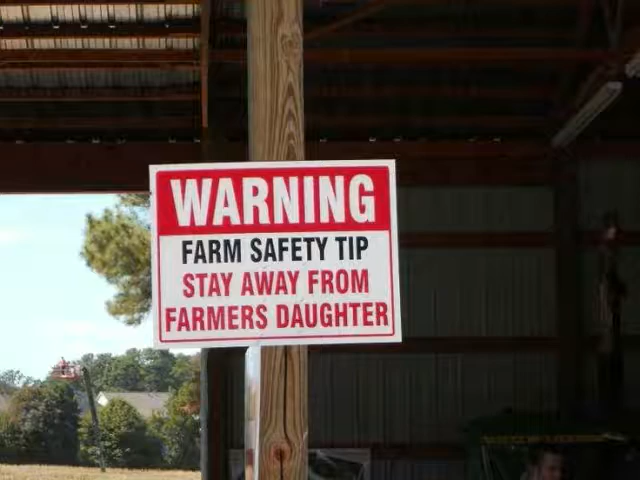 WARNING
FARM SAFETY TIP
STAY AWAY FROM
FARMERS DAUGHTER